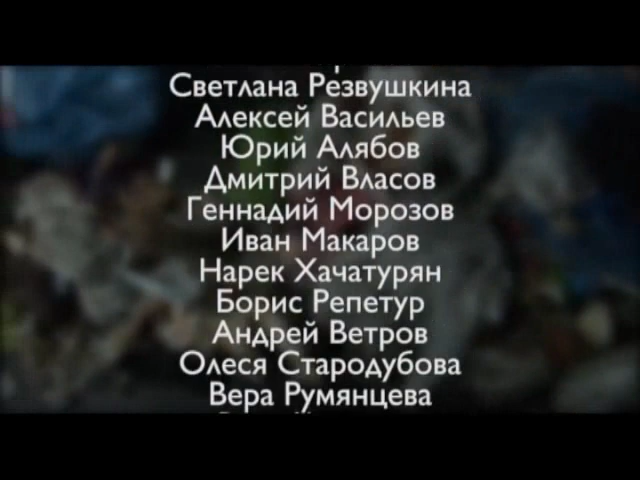 Светлана Резвушкина
Алексей Васильев
Юрий Алябов
Дмитрий Власов
Геннадий Морозов
Иван Макаров
Нарек Хачатурян
Борис Репетур
Андрей Ветров
Олеся Стародубова
Вера Румянцева